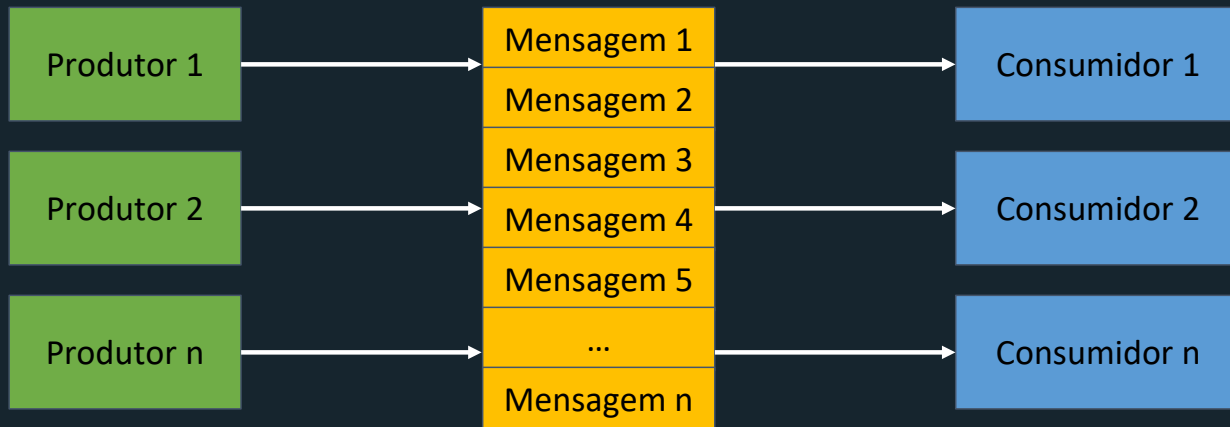 Produtor 1
Produtor 2
Produtor n
Mensagem 1
Mensagem 2
Mensagem 3
Mensagem 4
Mensagem 5
...
Mensagem n
Consumidor 1
Consumidor 2
Consumidor n